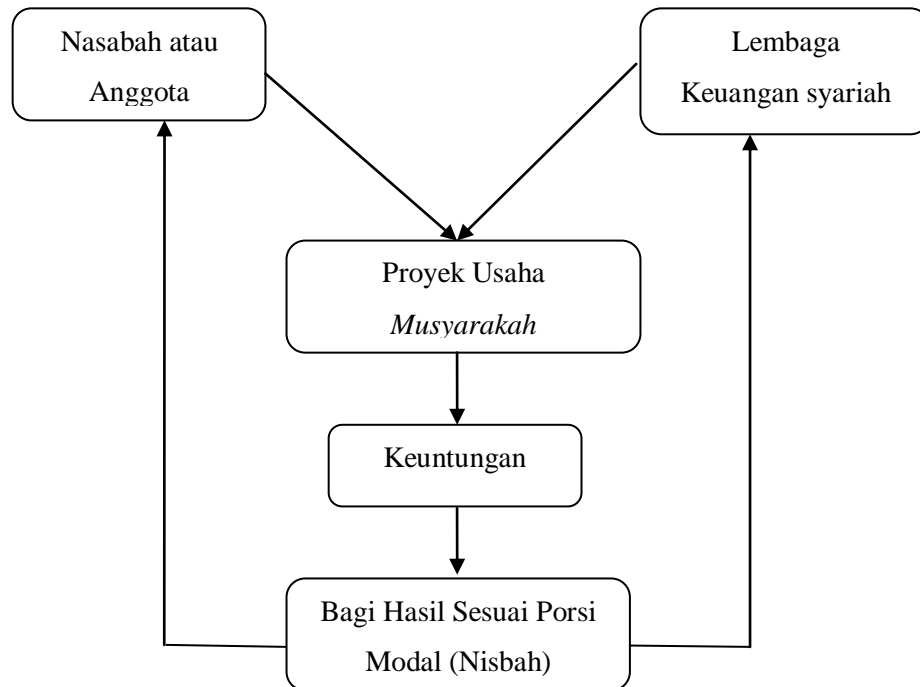 Nasabah atau
Anggota
Lembaga
Keuangan syariah
Proyek Usaha
Musyarakah
Keuntungan
Bagi Hasil Sesuai Porsi
Modal (Nisbah)